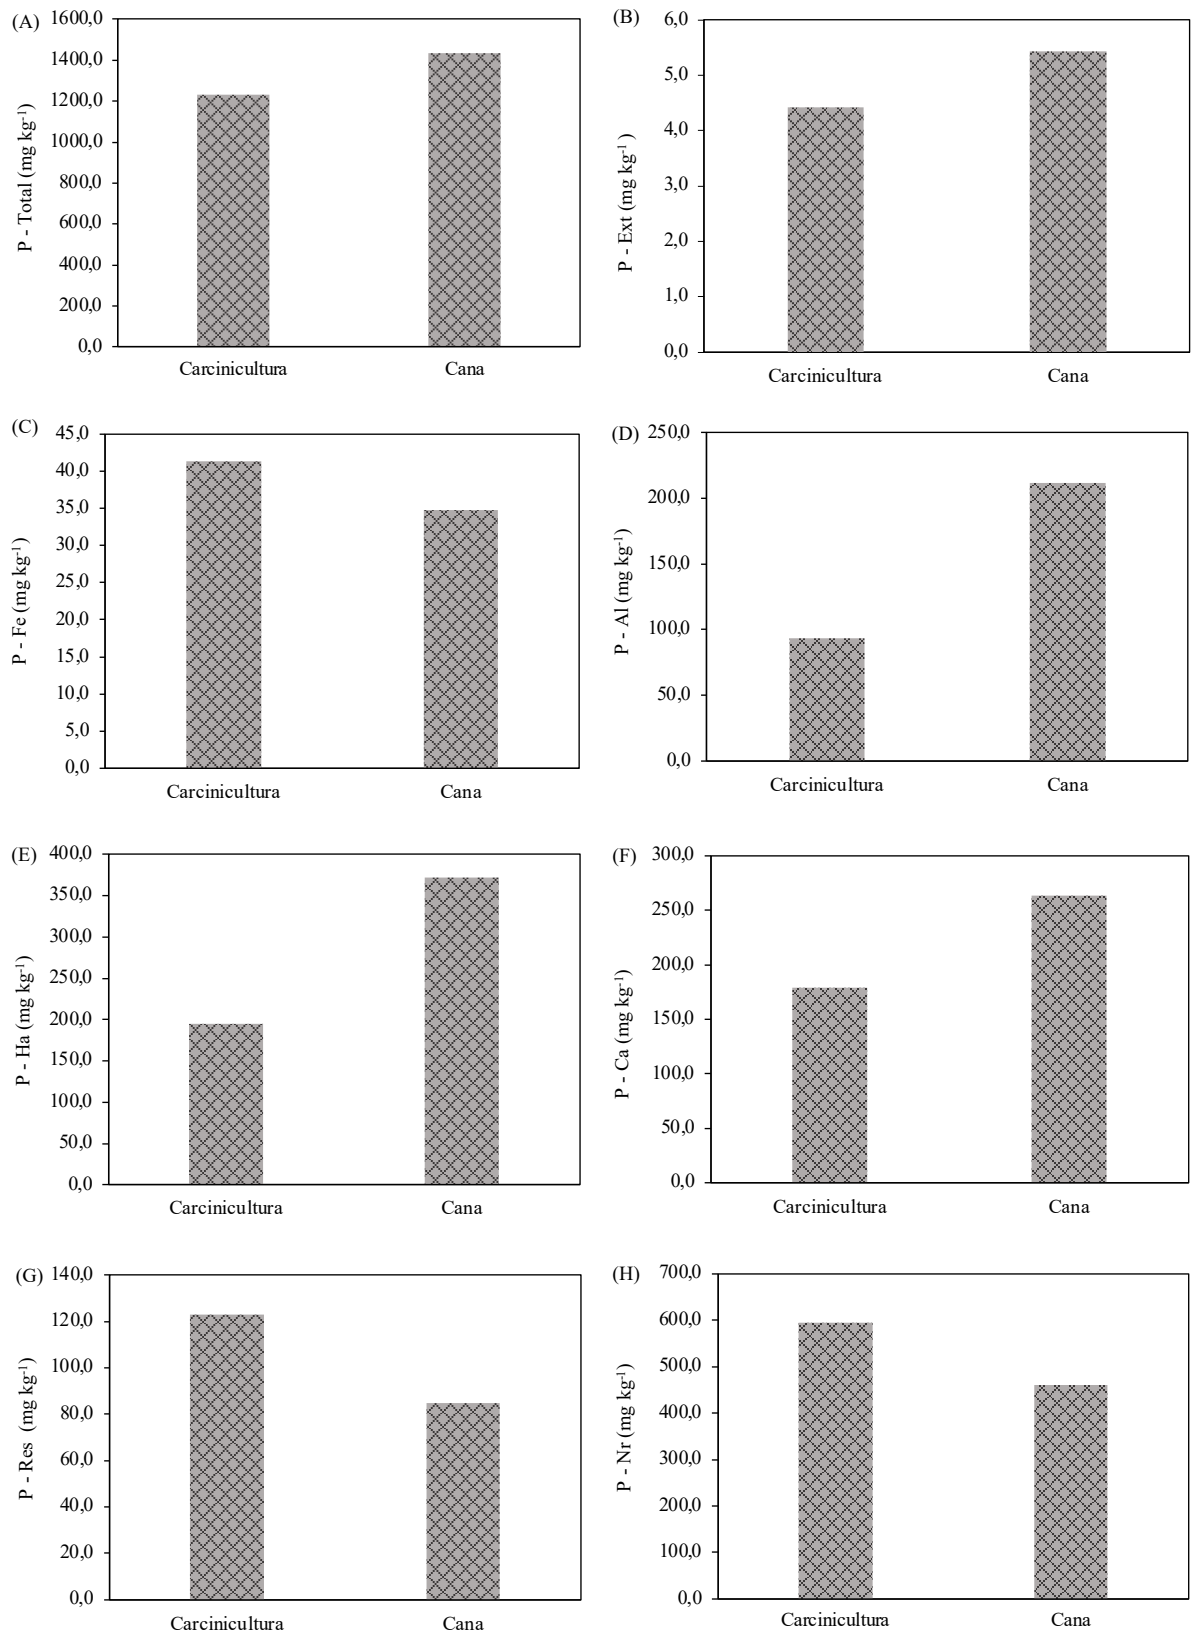 (A)
1600,0
1400,0
1200,0
1000,0
800,0
600,0
400,0
200,0
0,0
P - Total (mg kg-1)
Carcinicultura Cana
(B)
6,0
5,0
4,0
3,0
2,0
1,0
0,0
P - Ext (mg kg-1 )
Carcinicultura Cana
(C)
45,0
40,0
35,0
30,0
25,0
20,0
15,0
10,0
5,0
0,0
P - Fe (mg kg-1)
Carcinicultura Cana
(D)
250,0
200,0
150,0
100,0
50,0
0,0
P - Al (mg kg-1)
Carcinicultura Cana
(E)
400,0
350,0
300,0
250,0
200,0
150,0
100,0
50,0
0,0
P - Ha (mg kg-1)
Carcinicultura Cana
(F)
300,0
250,0
200,0
150,0
100,0
50,0
0,0
P - Ca (mg kg-1)
Carcinicultura Cana
(G)
140,0
120,0
100,0
80,0
60,0
40,0
20,0
0,0
P - Res (mg kg-1)
Carcinicultura Cana
(H)
700,0
600,0
500,0
400,0
300,0
200,0
100,0
0,0
P - Nr (mg kg-1)
Carcinicultura Cana